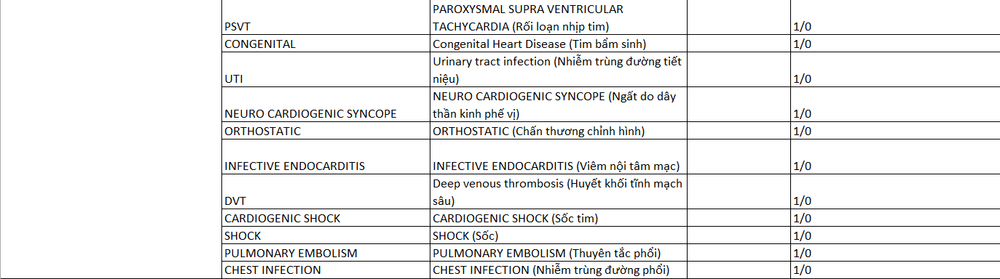 PAROXYSMAL SUPRA VENTRICULAR
PSVT TACHYCARDIA (Rối loạn nhịp tim) 1/0
CONGENITAL Congenital Heart Disease (Tim bẩm sinh) 1/0
Urinary tract infection (Nhiễm trùng đường tiết
UTI niệu) 1/0
NEURO CARDIOGENIC SYNCOPE (Ngất do dây
NEURO CARDIOGENIC SYNCOPE thần kinh phế vị) 1/0
ORTHOSTATIC ORTHOSTATIC (Chấn thương chỉnh hình) 1/0
INFECTIVE ENDOCARDITIS INFECTIVE ENDOCARDITIS (Viêm nội tâm mạc) 1/0
Deep venous thrombosis (Huyết khối tĩnh mạch
DVT sâu) 1/0
CARDIOGENIC SHOCK CARDIOGENIC SHOCK (Sốc tim) 1/0
SHOCK SHOCK (Sốc) 1/0
PULMONARY EMBOLISM PULMONARY EMBOLISM (Thuyên tắc phổi) 1/0
CHEST INFECTION CHEST INFECTION (Nhiễm trùng đường phổi) 1/0